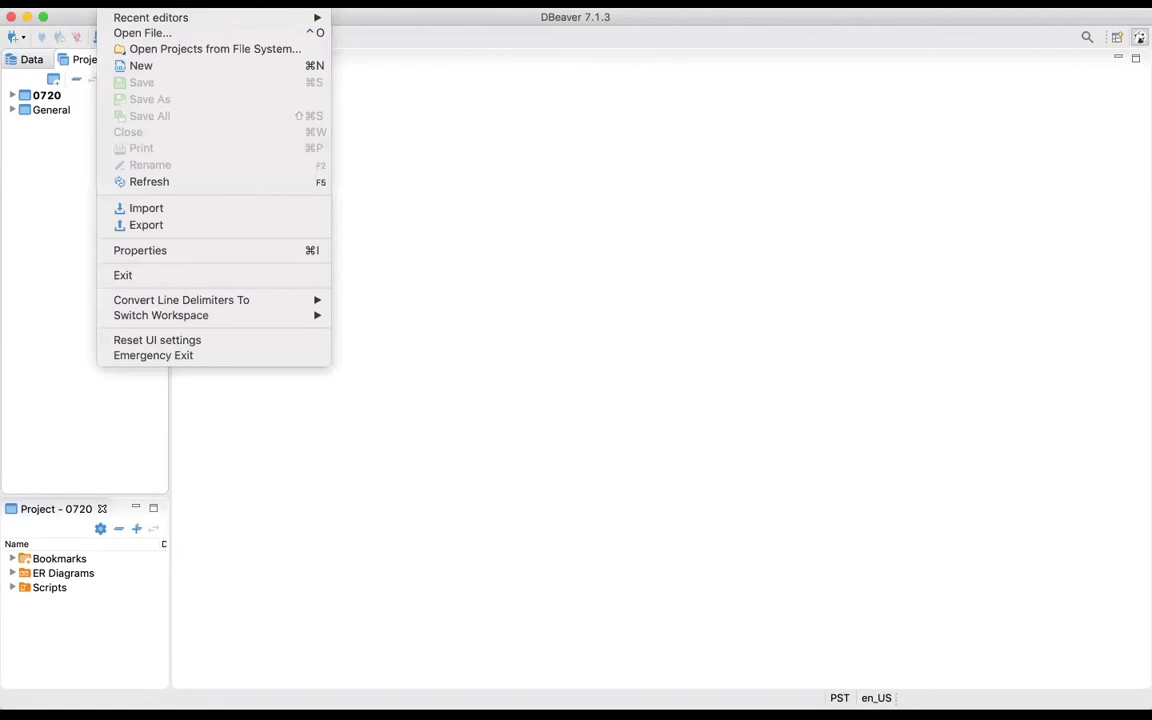 DBeaver 7.1.3
Data
Proje
0720
General
Recent editors
Open File... ^ O
Open Projects from File System...
New ⌘N
Save ⌘S
Save As
Save All ⇧⌘S
Close ⌘W
Print ⌘P
Rename F2
Refresh F5
Import
Export
Properties ⌘I
Exit
Convert Line Delimiters To
Switch Workspace
Reset UI settings
Emergency Exit
Project - 0720
Name D
Bookmarks
ER Diagrams
Scripts
PST en_US